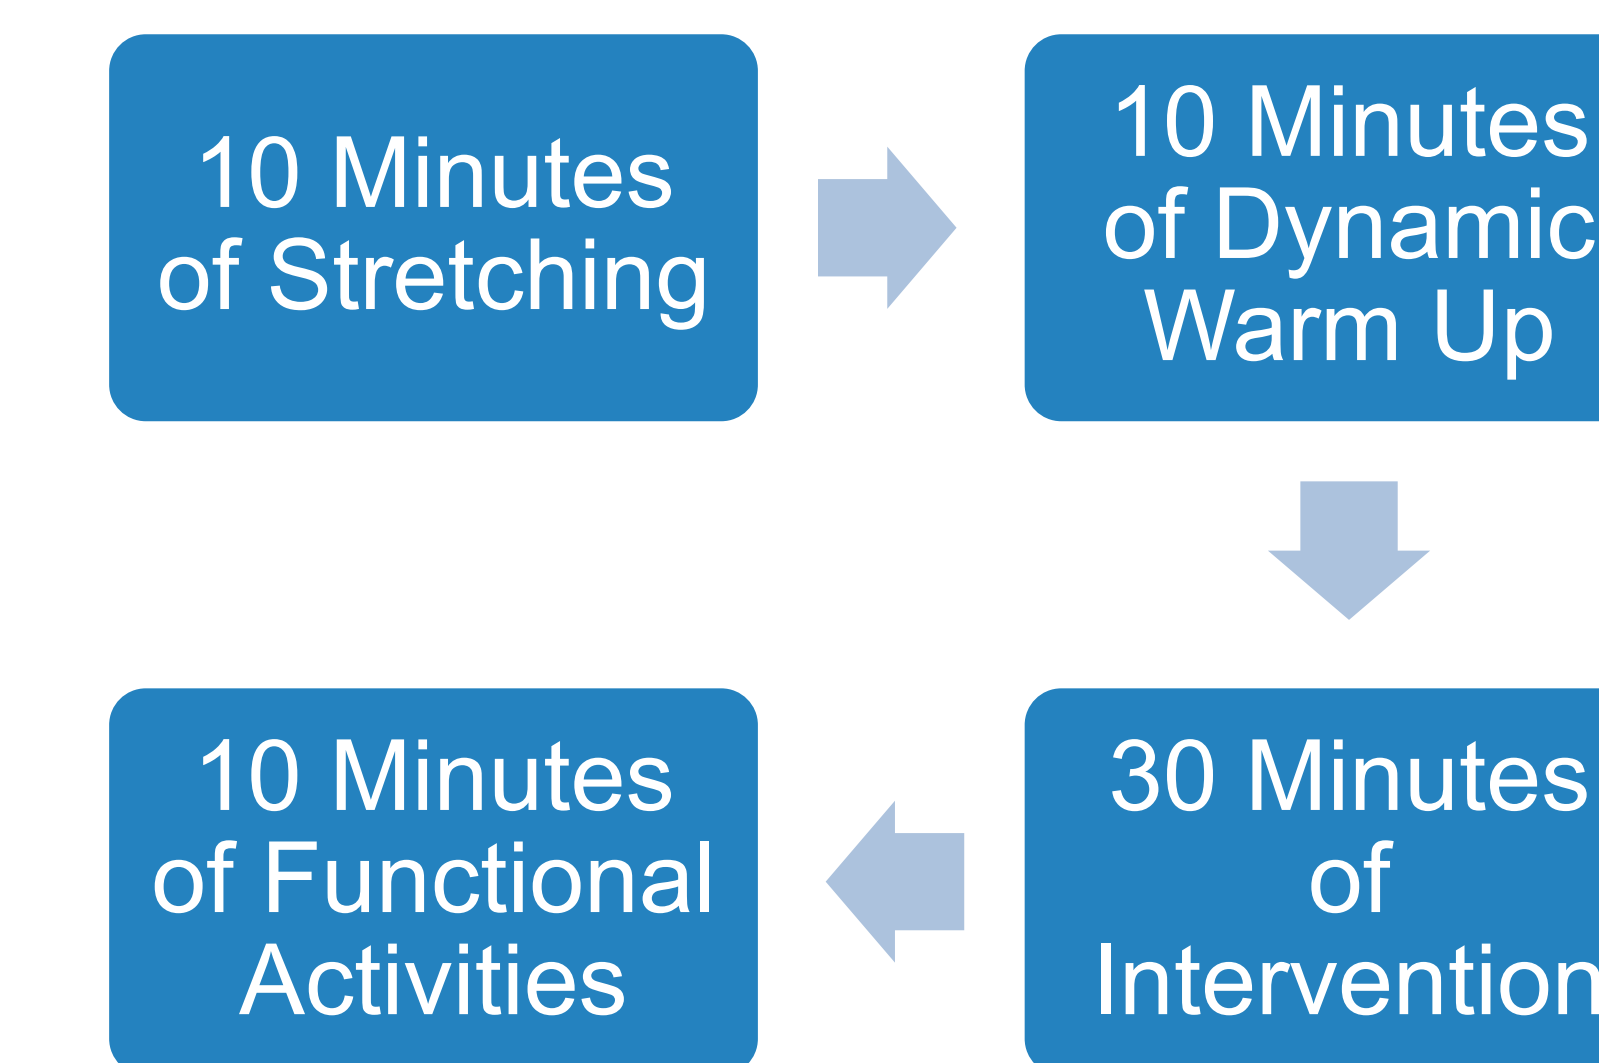 10 Minutes
of Stretching
10 Minutes
of Dynamic
Warm Up
30 Minutes
of
Intervention
10 Minutes
of Functional
Activities